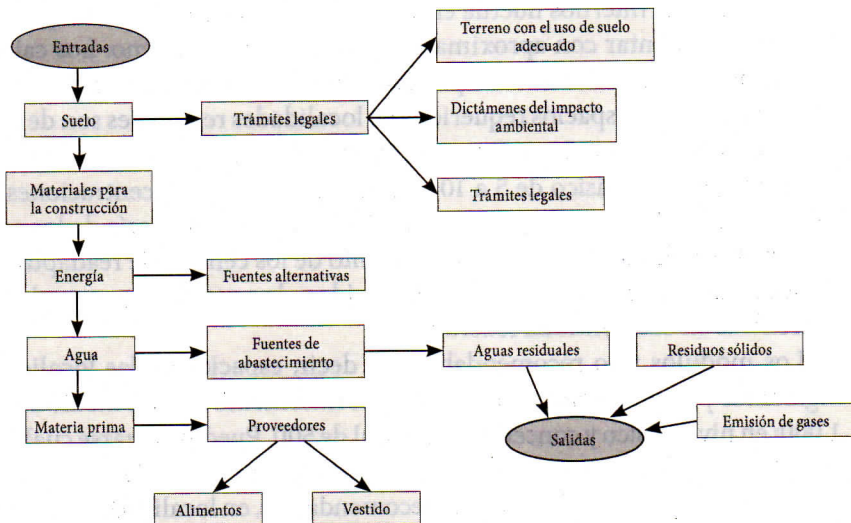 Entradas
Terreno con el uso de suelo
adecuado
Suelo
Trámites legales
Dictámenes del impacto
ambiental
Materiales para
la construcción
Trámites legales
Energía
Fuentes alternativas
Agua
Fuentes de
abastecimiento
Aguas residuales
Residuos sólidos
Materia prima
Proveedores
Salidas
Emisión de gases
Alimentos
Vestido